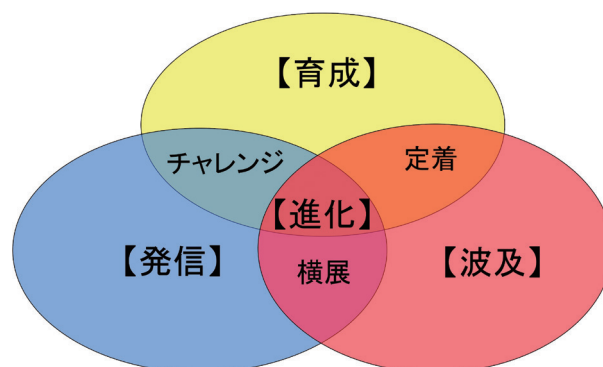 【育成】
チャレンジ
定着
【進化】
【発信】
横展
【波及】